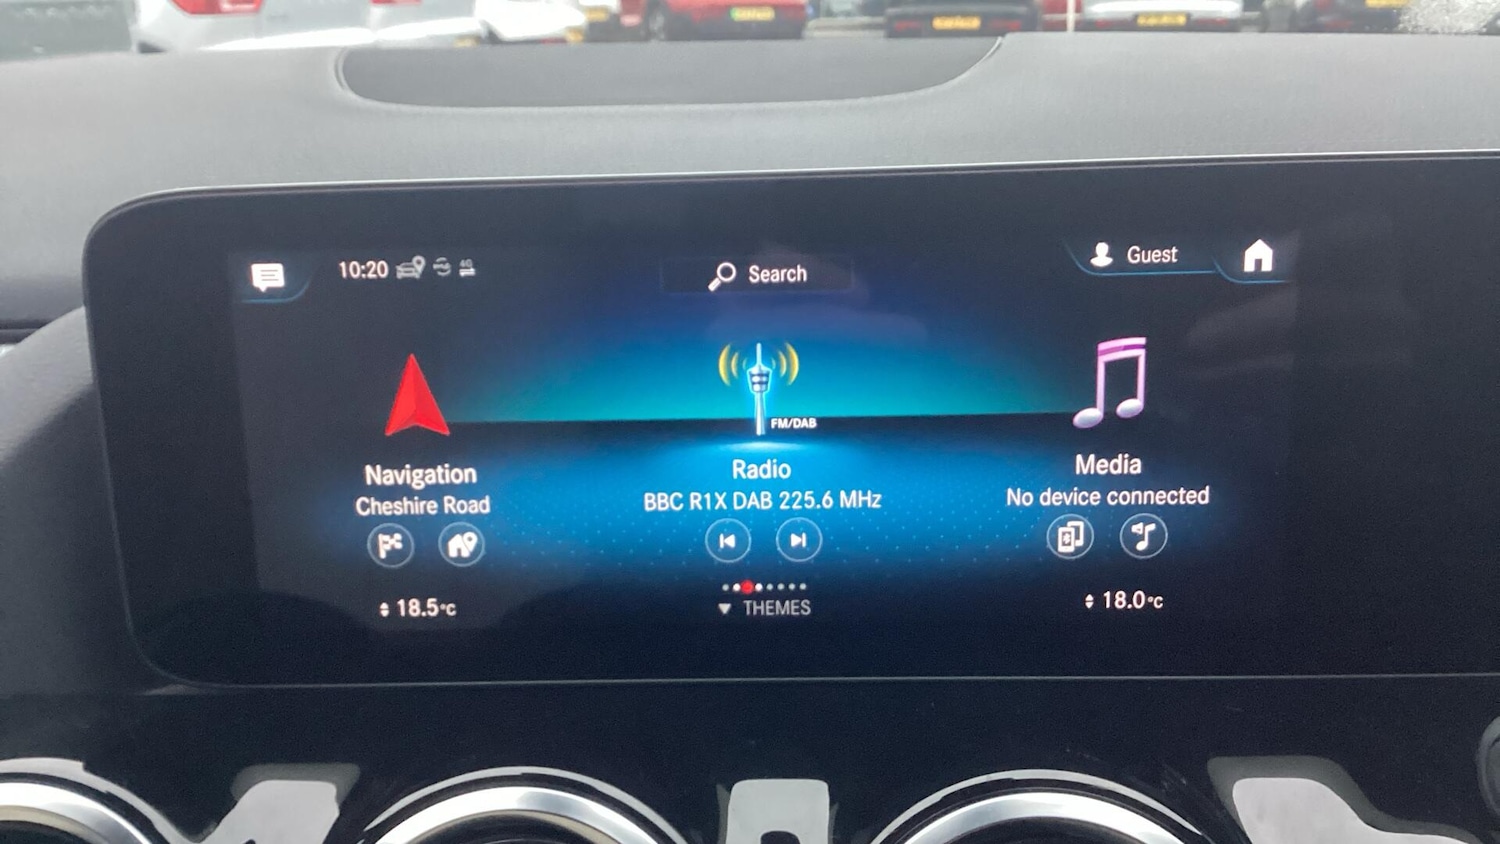 10:20
4G
Search
Guest
FM/DAB
Navigation
Cheshire Road
Radio
BBC R1X DAB 225.6 MHz
Media
No device connected
18.5°C
THEMES
18.0°C